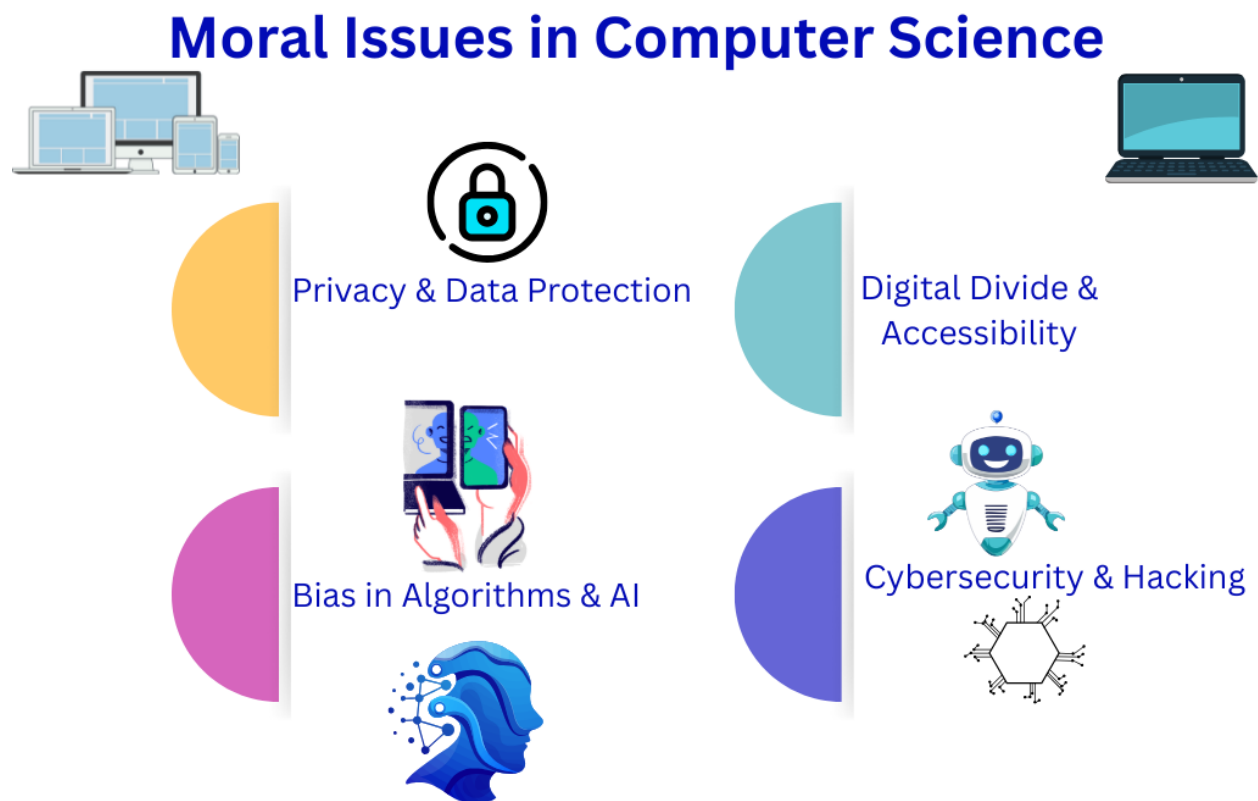 Moral Issues in Computer Science
Privacy & Data Protection
Digital Divide &
Accessibility
Bias in Algorithms & AI
Cybersecurity & Hacking